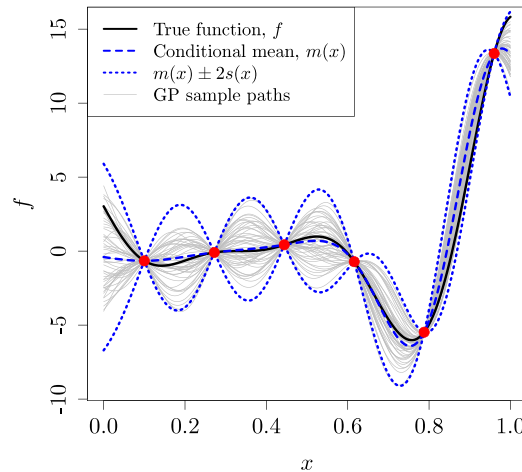 True function, f
Conditional mean, m(x)
m(x) ± 2s(x)
GP sample paths
15
10
5
0
-5
-10
f
0.0 0.2 0.4 0.6 0.8 1.0
x